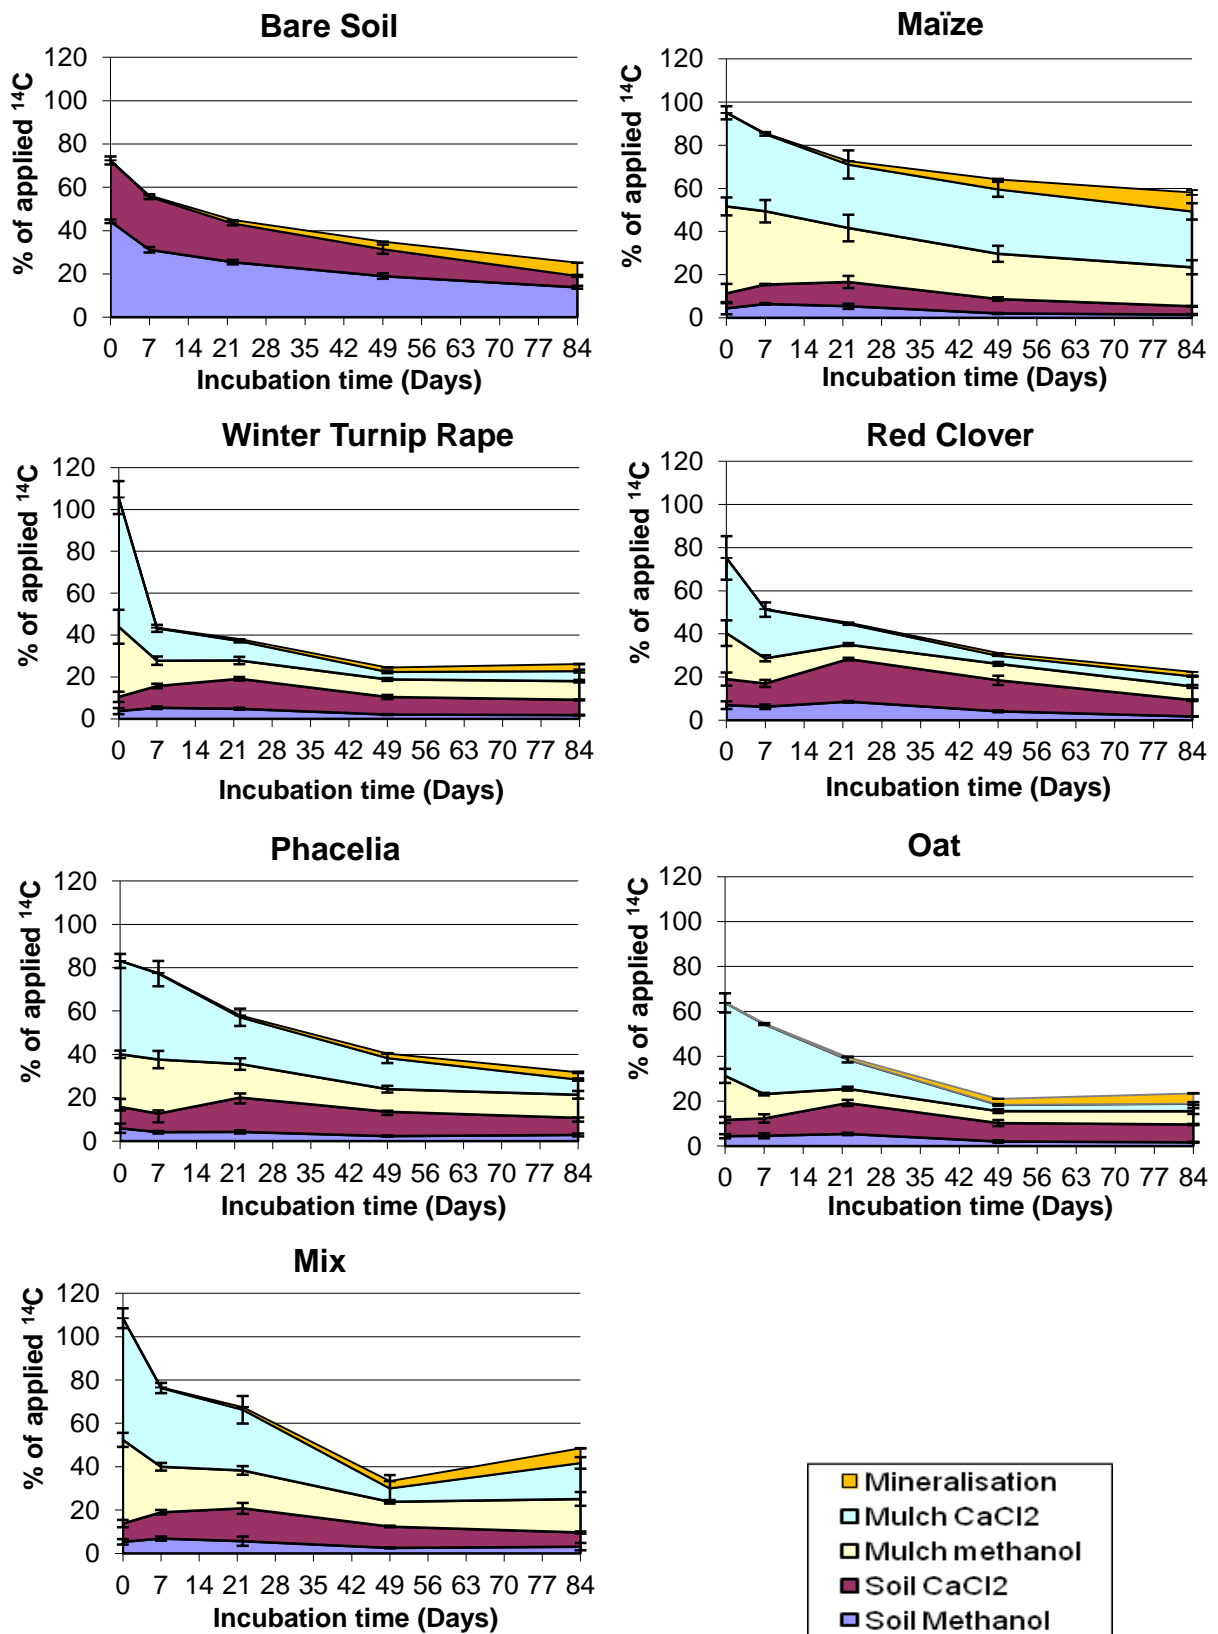 Bare Soil
120
100
80
60
40
20
0
% of applied ¹⁴C
0 7 14 21 28 35 42 49 56 63 70 77 84
Incubation time (Days)
Maïze
120
100
80
60
40
20
0
% of applied ¹⁴C
0 7 14 21 28 35 42 49 56 63 70 77 84
Incubation time (Days)
Winter Turnip Rape
120
100
80
60
40
20
0
% of applied ¹⁴C
0 7 14 21 28 35 42 49 56 63 70 77 84
Incubation time (Days)
Red Clover
120
100
80
60
40
20
0
% of applied ¹⁴C
0 7 14 21 28 35 42 49 56 63 70 77 84
Incubation time (Days)
Phacelia
120
100
80
60
40
20
0
% of applied ¹⁴C
0 7 14 21 28 35 42 49 56 63 70 77 84
Incubation time (Days)
Oat
120
100
80
60
40
20
0
% of applied ¹⁴C
0 7 14 21 28 35 42 49 56 63 70 77 84
Incubation time (Days)
Mix
120
100
80
60
40
20
0
% of applied ¹⁴C
0 7 14 21 28 35 42 49 56 63 70 77 84
Incubation time (Days)
Mineralisation
Mulch CaCl2
Mulch methanol
Soil CaCl2
Soil Methanol